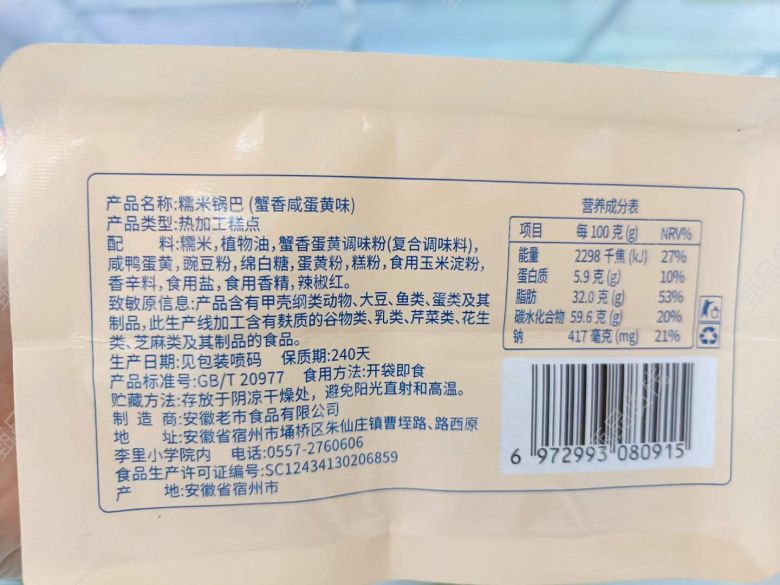 产品名称:糯米锅巴 (蟹香咸蛋黄味)
产品类型:热加工糕点
配　　料:糯米,植物油,蟹香蛋黄调味粉(复合调味料),
咸鸭蛋黄,豌豆粉,绵白糖,蛋黄粉,糕粉,食用玉米淀粉,
香辛料,食用盐,食用香精,辣椒红。
致敏原信息:产品含有甲壳纲类动物、大豆、鱼类、蛋类及其
制品,此生产线加工含有麸质的谷物类、乳类、芹菜类、花生
类、芝麻类及其制品的食品。
生产日期:见包装喷码　保质期:240天
产品标准号:GB/T 20977　食用方法:开袋即食
贮藏方法:存放于阴凉干燥处，避免阳光直射和高温。
制 造 商:安徽老市食品有限公司
地　　址:安徽省宿州市埇桥区朱仙庄镇曹垤路、路西原
李里小学院内　电话:0557-2760606
食品生产许可证编号:SC12434130206859
产　　地:安徽省宿州市
营养成分表
项目　每 100 克 (g)　NRV%
能量　2298 千焦 (kJ)　27%
蛋白质　5.9 克 (g)　10%
脂肪　32.0 克 (g)　53%
碳水化合物　59.6 克 (g)　20%
钠　417 毫克 (mg)　21%
6 972993 080915